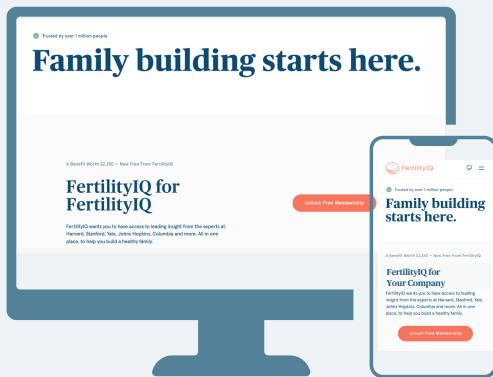 Trusted by over 1 million people
Family building starts here.
A Benefit Worth $2,250 — Now Free From FertilityIQ
FertilityIQ for
FertilityIQ
FertilityIQ wants you to have access to leading insight from the experts at
Harvard, Stanford, Yale, Johns Hopkins, Columbia and more. All in one
place, to help you build a healthy family.
Unlock Free Membership
FertilityIQ
Trusted by over 1 million people
Family building
starts here.
A Benefit Worth $2,250 — Now Free From FertilityIQ
FertilityIQ for
Your Company
FertilityIQ wants you to have access to leading
insight from the experts at Harvard, Stanford, Yale,
Johns Hopkins, Columbia and more. All in one
place, to help you build a healthy family.
Unlock Free Membership